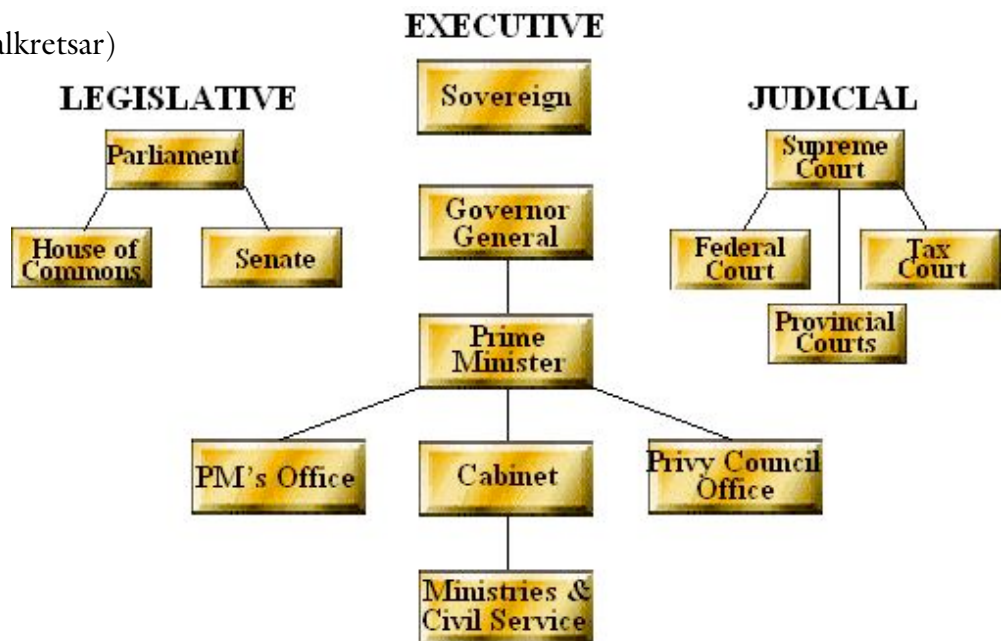 alkretsar)
EXECUTIVE
Sovereign
LEGISLATIVE
Parliament
House of
Commons
Senate
Governor
General
Prime
Minister
PM's Office
Cabinet
Privy Council
Office
Ministries &
Civil Service
JUDICIAL
Supreme
Court
Federal
Court
Tax
Court
Provincial
Courts